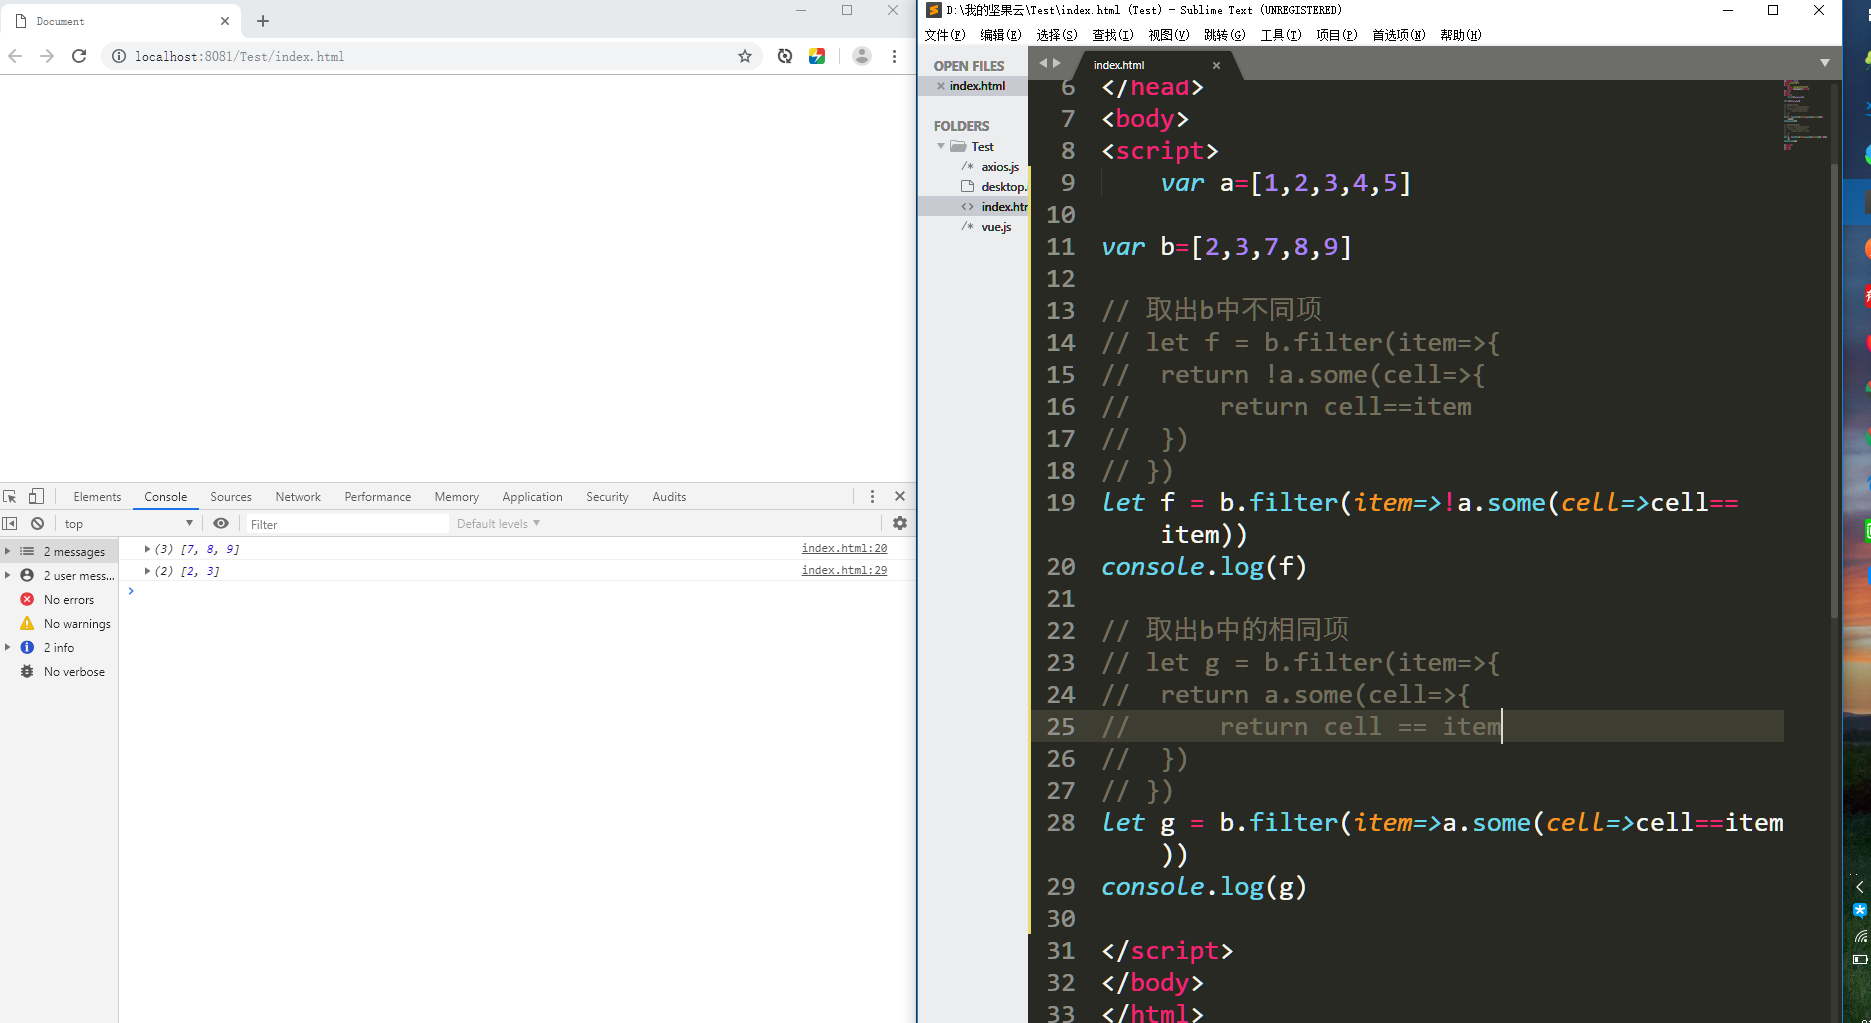 Document
localhost:8081/Test/index.html
Elements Console Sources Network Performance Memory Application Security Audits
top Filter Default levels
2 messages
2 user mess...
No errors
No warnings
2 info
No verbose
(3) [7, 8, 9] index.html:20
(2) [2, 3] index.html:29
D:\我的坚果云\Test\index.html (Test) - Sublime Text (UNREGISTERED)
文件(F) 编辑(E) 选择(S) 查找(I) 视图(V) 跳转(G) 工具(T) 项目(P) 首选项(N) 帮助(H)
OPEN FILES
index.html
FOLDERS
Test
/* axios.js
desktop.
<> index.htm
/* vue.js
index.html
6 </head>
7 <body>
8 <script>
9 var a=[1,2,3,4,5]
10
11 var b=[2,3,7,8,9]
12
13 // 取出b中不同项
14 // let f = b.filter(item=>{
15 // return !a.some(cell=>{
16 // return cell==item
17 // })
18 // })
19 let f = b.filter(item=>!a.some(cell=>cell==
item))
20 console.log(f)
21
22 // 取出b中的相同项
23 // let g = b.filter(item=>{
24 // return a.some(cell=>{
25 // return cell == item
26 // })
27 // })
28 let g = b.filter(item=>a.some(cell=>cell==item
))
29 console.log(g)
30
31 </script>
32 </body>
33 </html>